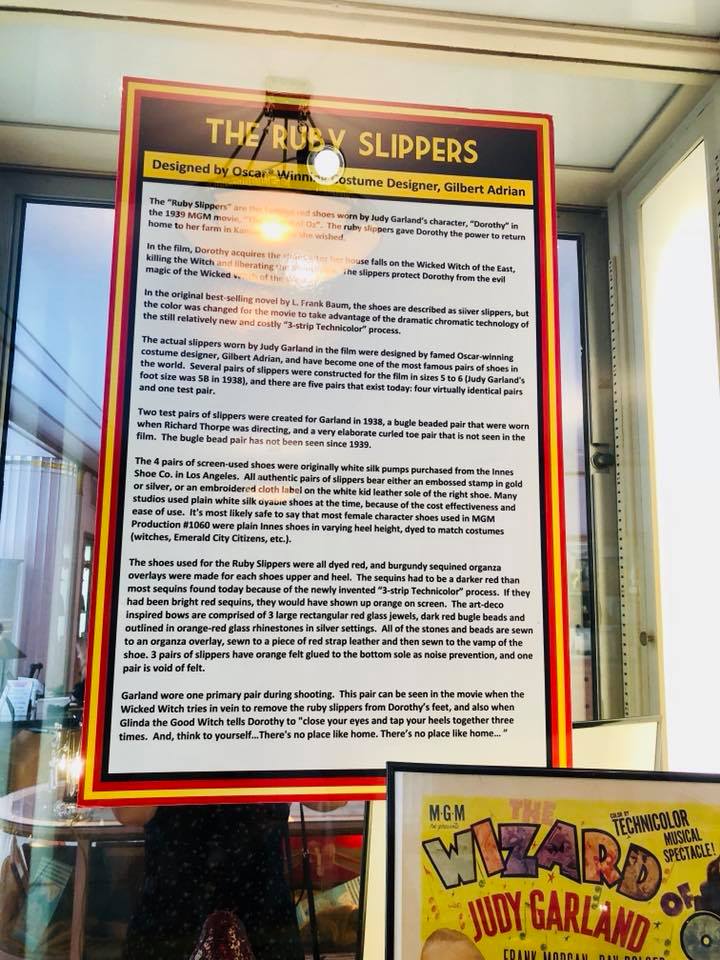 THE RUBY SLIPPERS
Designed by Oscar® Winning Costume Designer, Gilbert Adrian
The "Ruby Slippers" are the red shoes worn by Judy Garland's character, "Dorothy" in
the 1939 MGM movie, of Oz". The ruby slippers gave Dorothy the power to return
home to her farm in she wished.
In the film, Dorothy acquires the her house falls on the Wicked Witch of the East,
killing the Witch and liberating the The slippers protect Dorothy from the evil
magic of the Wicked Witch of the
In the original best-selling novel by L. Frank Baum, the shoes are described as silver slippers, but
the color was changed for the movie to take advantage of the dramatic chromatic technology of
the still relatively new and costly "3-strip Technicolor" process.
The actual slippers worn by Judy Garland in the film were designed by famed Oscar-winning
costume designer, Gilbert Adrian, and have become one of the most famous pairs of shoes in
the world. Several pairs of slippers were constructed for the film in sizes 5 to 6 (Judy Garland's
foot size was 5B in 1938), and there are five pairs that exist today: four virtually identical pairs
and one test pair.
Two test pairs of slippers were created for Garland in 1938, a bugle beaded pair that were worn
when Richard Thorpe was directing, and a very elaborate curled toe pair that is not seen in the
film. The bugle bead pair has not been seen since 1939.
The 4 pairs of screen-used shoes were originally white silk pumps purchased from the Innes
Shoe Co. in Los Angeles. All authentic pairs of slippers bear either an embossed stamp in gold
or silver, or an embroidered cloth label on the white kid leather sole of the right shoe. Many
studios used plain white silk dyable shoes at the time, because of the cost effectiveness and
ease of use. It's most likely safe to say that most female character shoes used in MGM
Production #1060 were plain Innes shoes in varying heel height, dyed to match costumes
(witches, Emerald City Citizens, etc.).
The shoes used for the Ruby Slippers were all dyed red, and burgundy sequined organza
overlays were made for each shoes upper and heel. The sequins had to be a darker red than
most sequins found today because of the newly invented "3-strip Technicolor" process. If they
had been bright red sequins, they would have shown up orange on screen. The art-deco
inspired bows are comprised of 3 large rectangular red glass jewels, dark red bugle beads and
outlined in orange-red glass rhinestones in silver settings. All of the stones and beads are sewn
to an organza overlay, sewn to a piece of red strap leather and then sewn to the vamp of the
shoe. 3 pairs of slippers have orange felt glued to the bottom sole as noise prevention, and one
pair is void of felt.
Garland wore one primary pair during shooting. This pair can be seen in the movie when the
Wicked Witch tries in vein to remove the ruby slippers from Dorothy's feet, and also when
Glinda the Good Witch tells Dorothy to "close your eyes and tap your heels together three
times. And, think to yourself...There's no place like home. There's no place like home... "
M-G-M
THE
WIZARD
OF
COLOR BY
TECHNICOLOR
MUSICAL
SPECTACLE!
JUDY GARLAND
FRANK MORGAN · RAY BOLGER